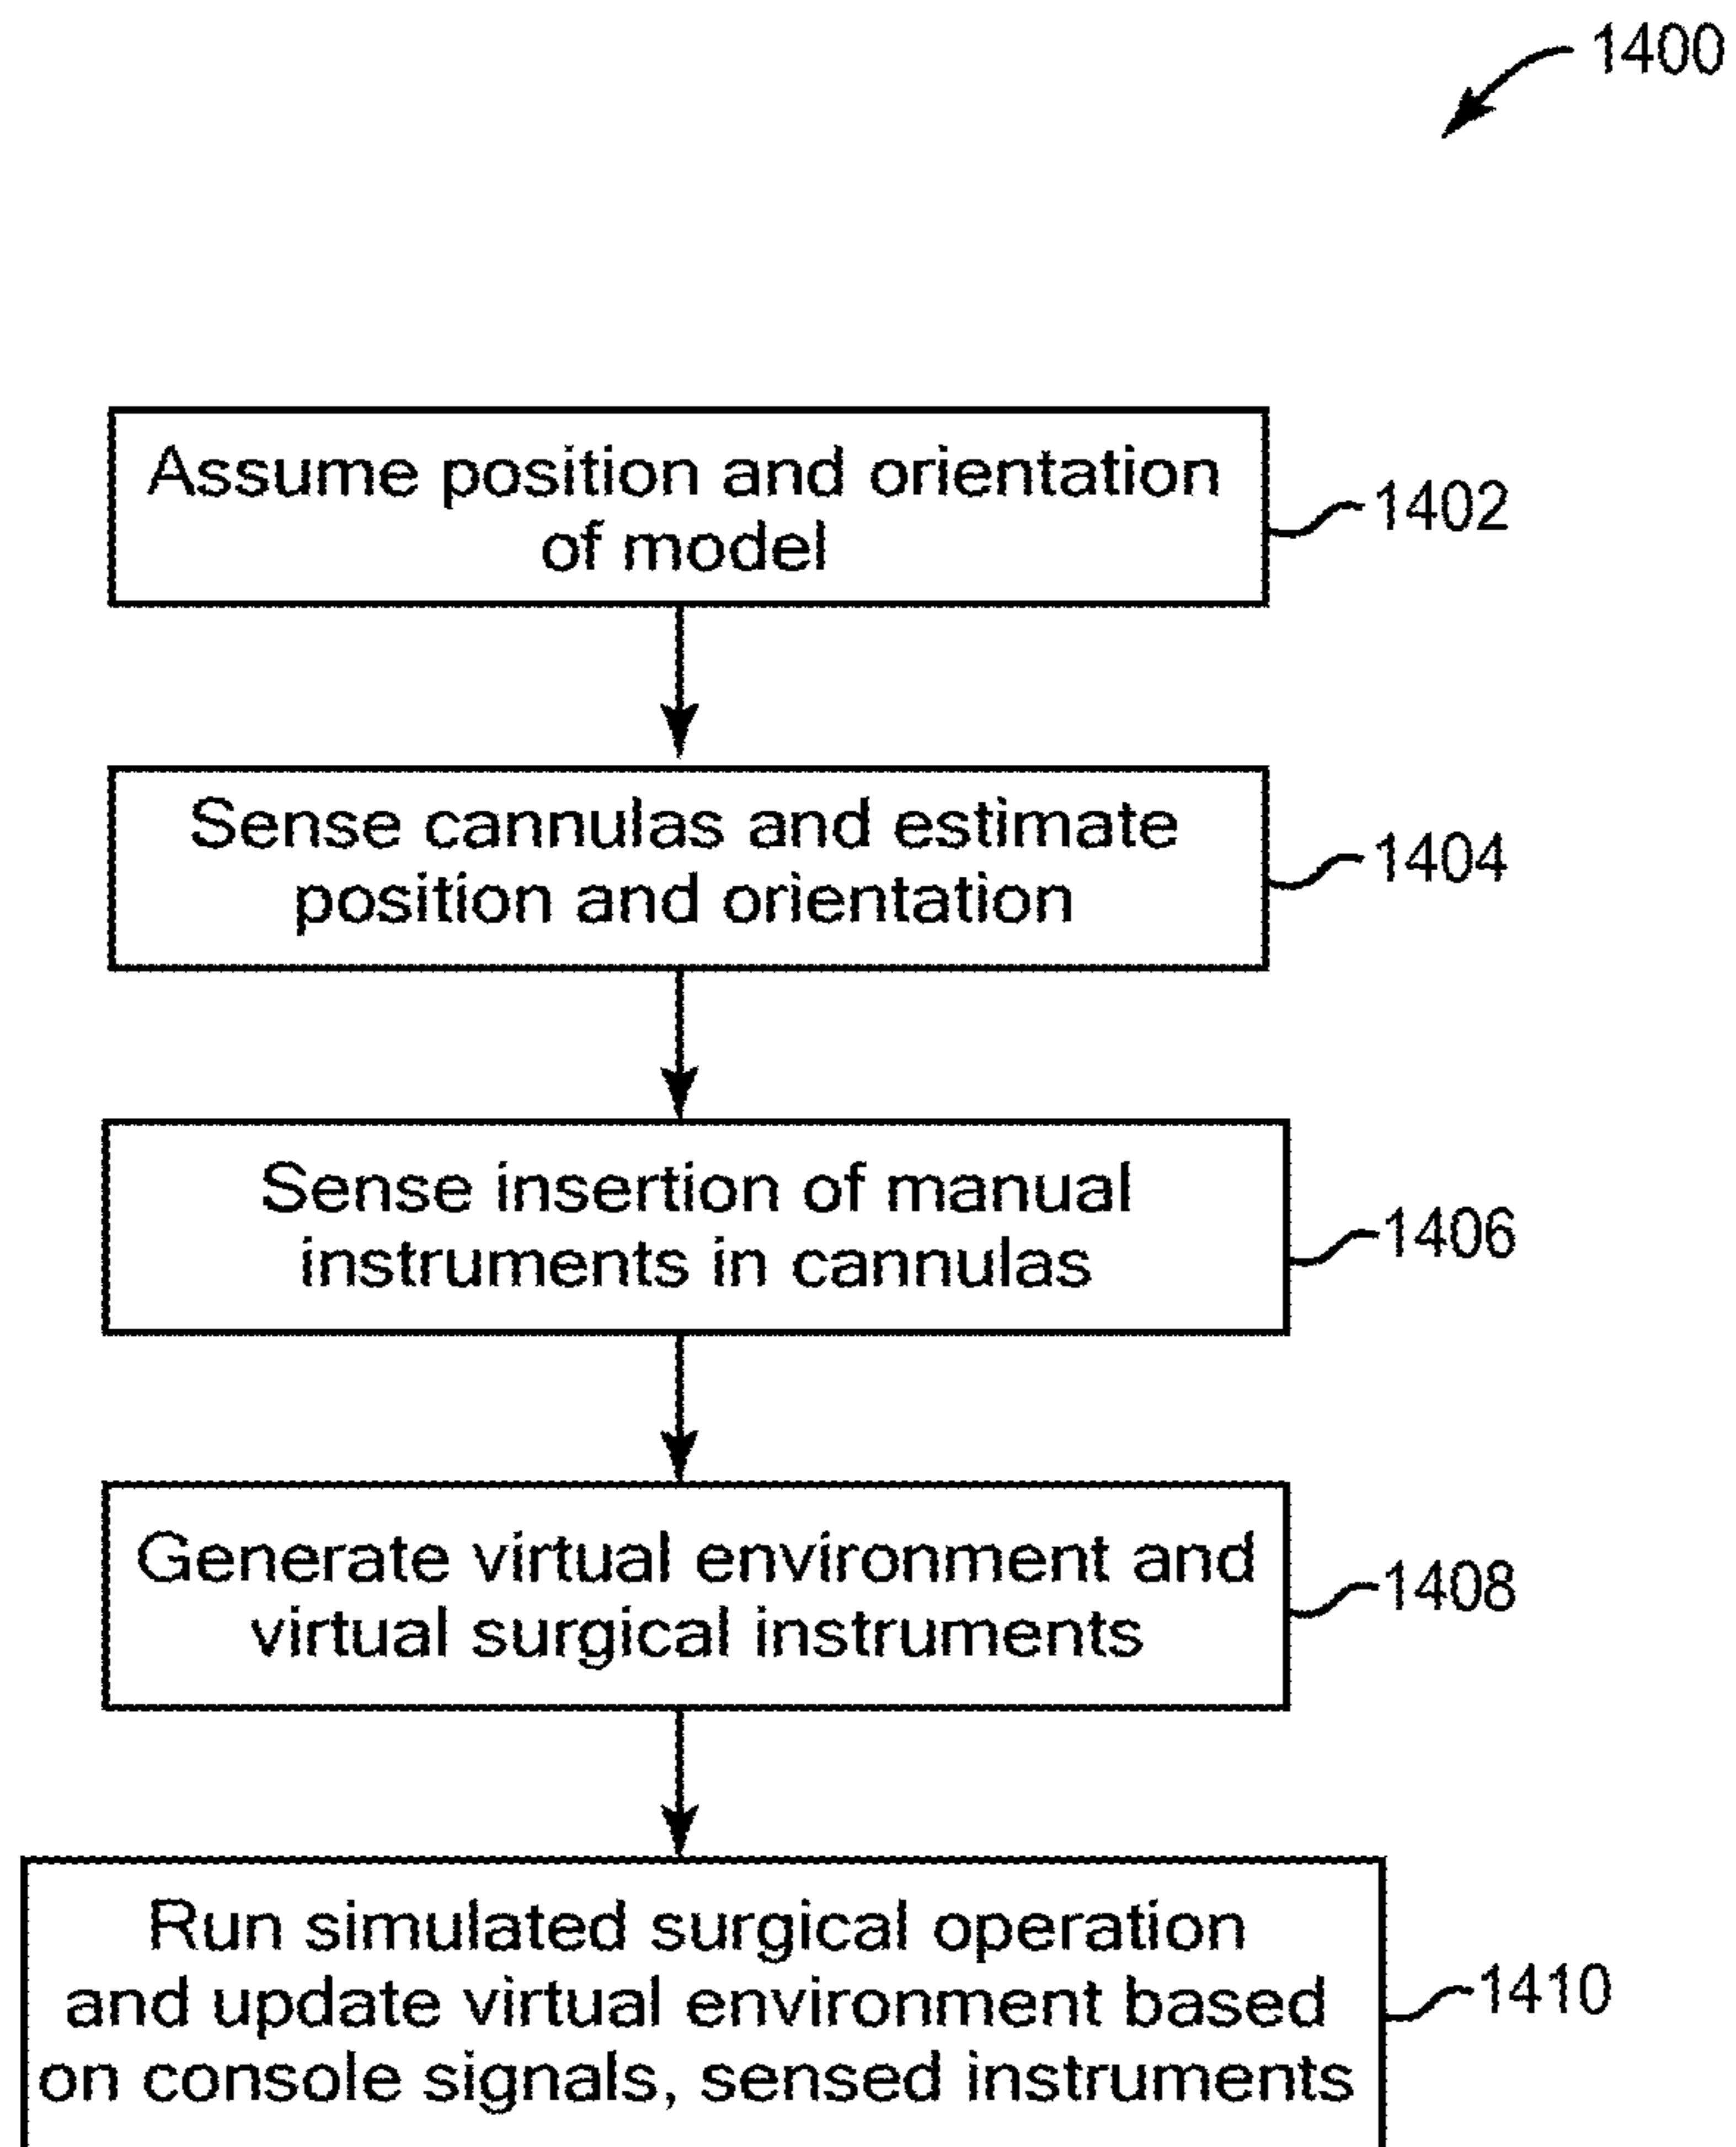 1400
Assume position and orientation
of model
1402
Sense cannulas and estimate
position and orientation
1404
Sense insertion of manual
instruments in cannulas
1406
Generate virtual environment and
virtual surgical instruments
1408
Run simulated surgical operation
and update virtual environment based
on console signals, sensed instruments
1410